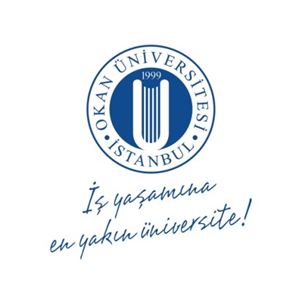 OKAN ÜNİVERSİTESİ
1999
• İSTANBUL •
İş yaşamına
en yakın üniversite!